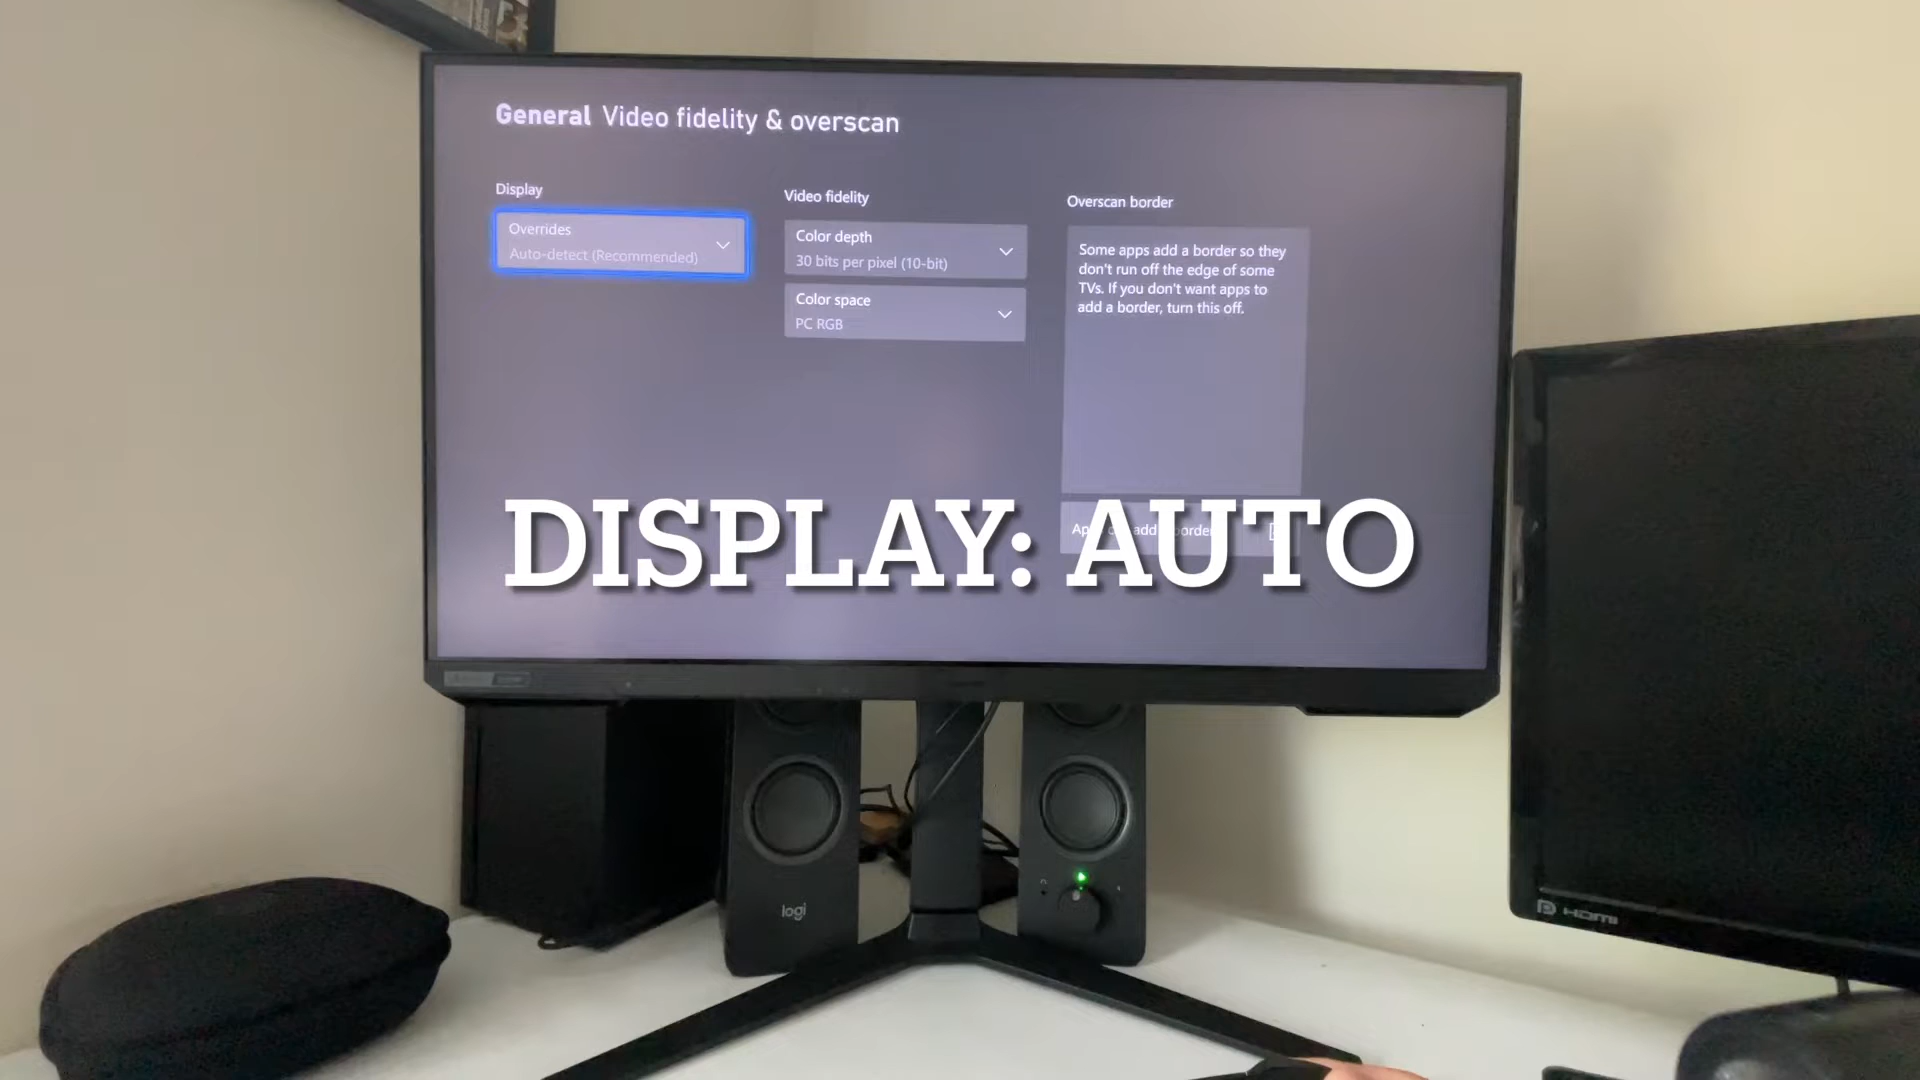 General Video fidelity & overscan
Display
Overrides
Auto-detect (Recommended)
Video fidelity
Color depth
30 bits per pixel (10-bit)
Color space
PC RGB
Overscan border
Some apps add a border so they
don't run off the edge of some
TVs. If you don't want apps to
add a border, turn this off.
add
border
DISPLAY: AUTO
logi
HDMI